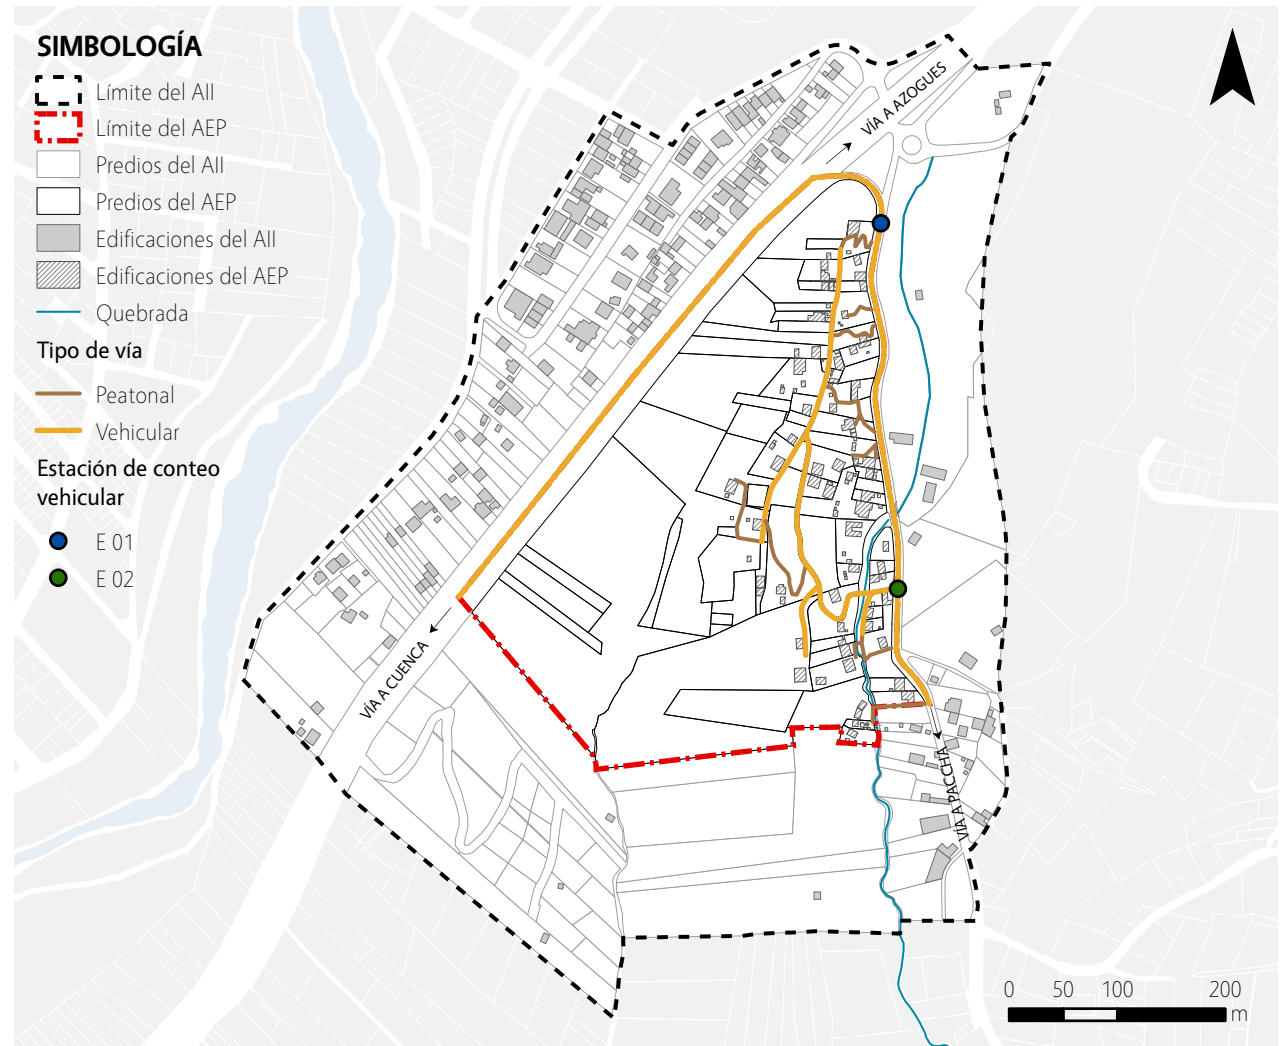 SIMBOLOGÍA
Límite del AII
Límite del AEP
Predios del AII
Predios del AEP
Edificaciones del AII
Edificaciones del AEP
Quebrada
Tipo de vía
Peatonal
Vehicular
Estación de conteo
vehicular
E 01
E 02
VÍA A AZOGUES
VÍA A CUENCA
VÍA A PACCHA
0 50 100 200
m